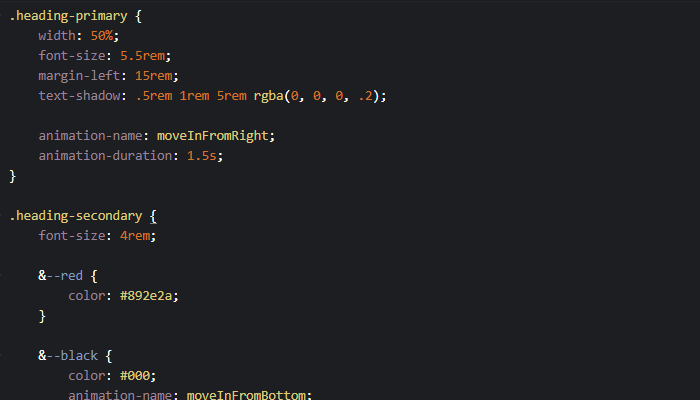 .heading-primary {
width: 50%;
font-size: 5.5rem;
margin-left: 15rem;
text-shadow: .5rem 1rem 5rem rgba(0, 0, 0, .2);
animation-name: moveInFromRight;
animation-duration: 1.5s;
}
.heading-secondary {
font-size: 4rem;
&--red {
color: #892e2a;
}
&--black {
color: #000;
animation-name: moveInFromBottom;